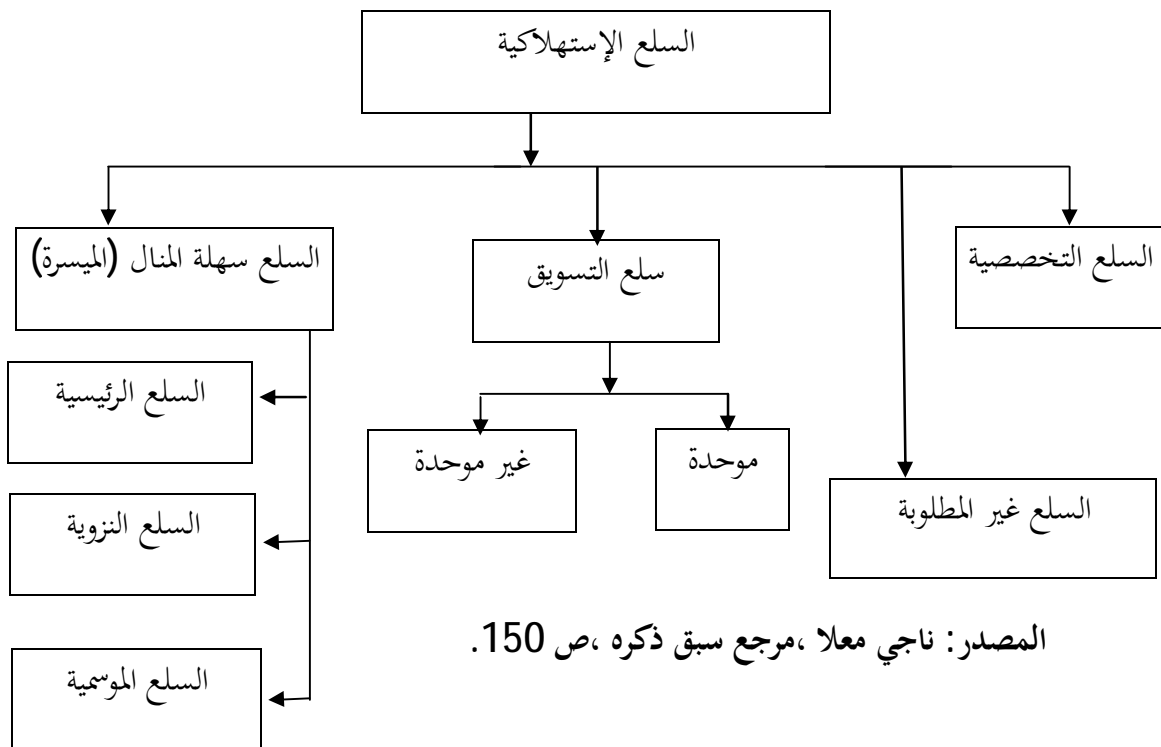 السلع الإستهلاكية
السلع التخصصية
سلع التسويق
السلع سهلة المنال (الميسرة)
السلع غير المطلوبة
موحدة
غير موحدة
السلع الرئيسية
السلع النزوية
السلع الموسمية
المصدر: ناجي معلا ،مرجع سبق ذكره ،ص 150.